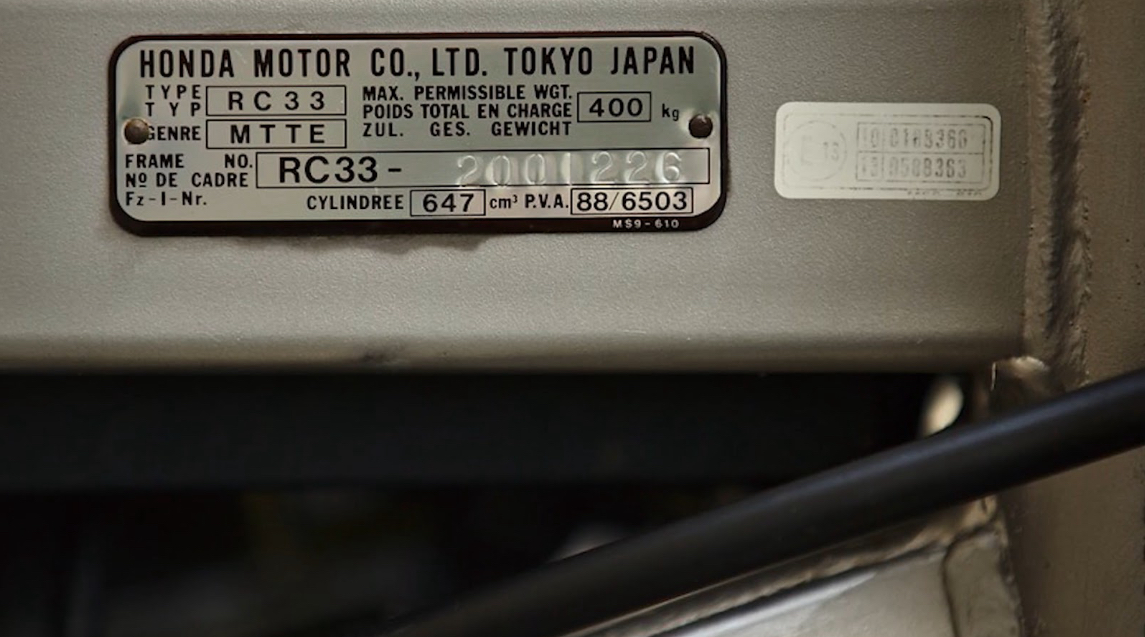 HONDA MOTOR CO., LTD. TOKYO JAPAN
TYPE
TYP RC33
MAX. PERMISSIBLE WGT.
POIDS TOTAL EN CHARGE 400 kg
ZUL. GES. GEWICHT
GENRE MTTE
FRAME NO.
Nº DE CADRE RC33- 2001226
Fz-I-Nr.
CYLINDREE 647 cm³ P.V.A. 88/6503
MS9-610
13